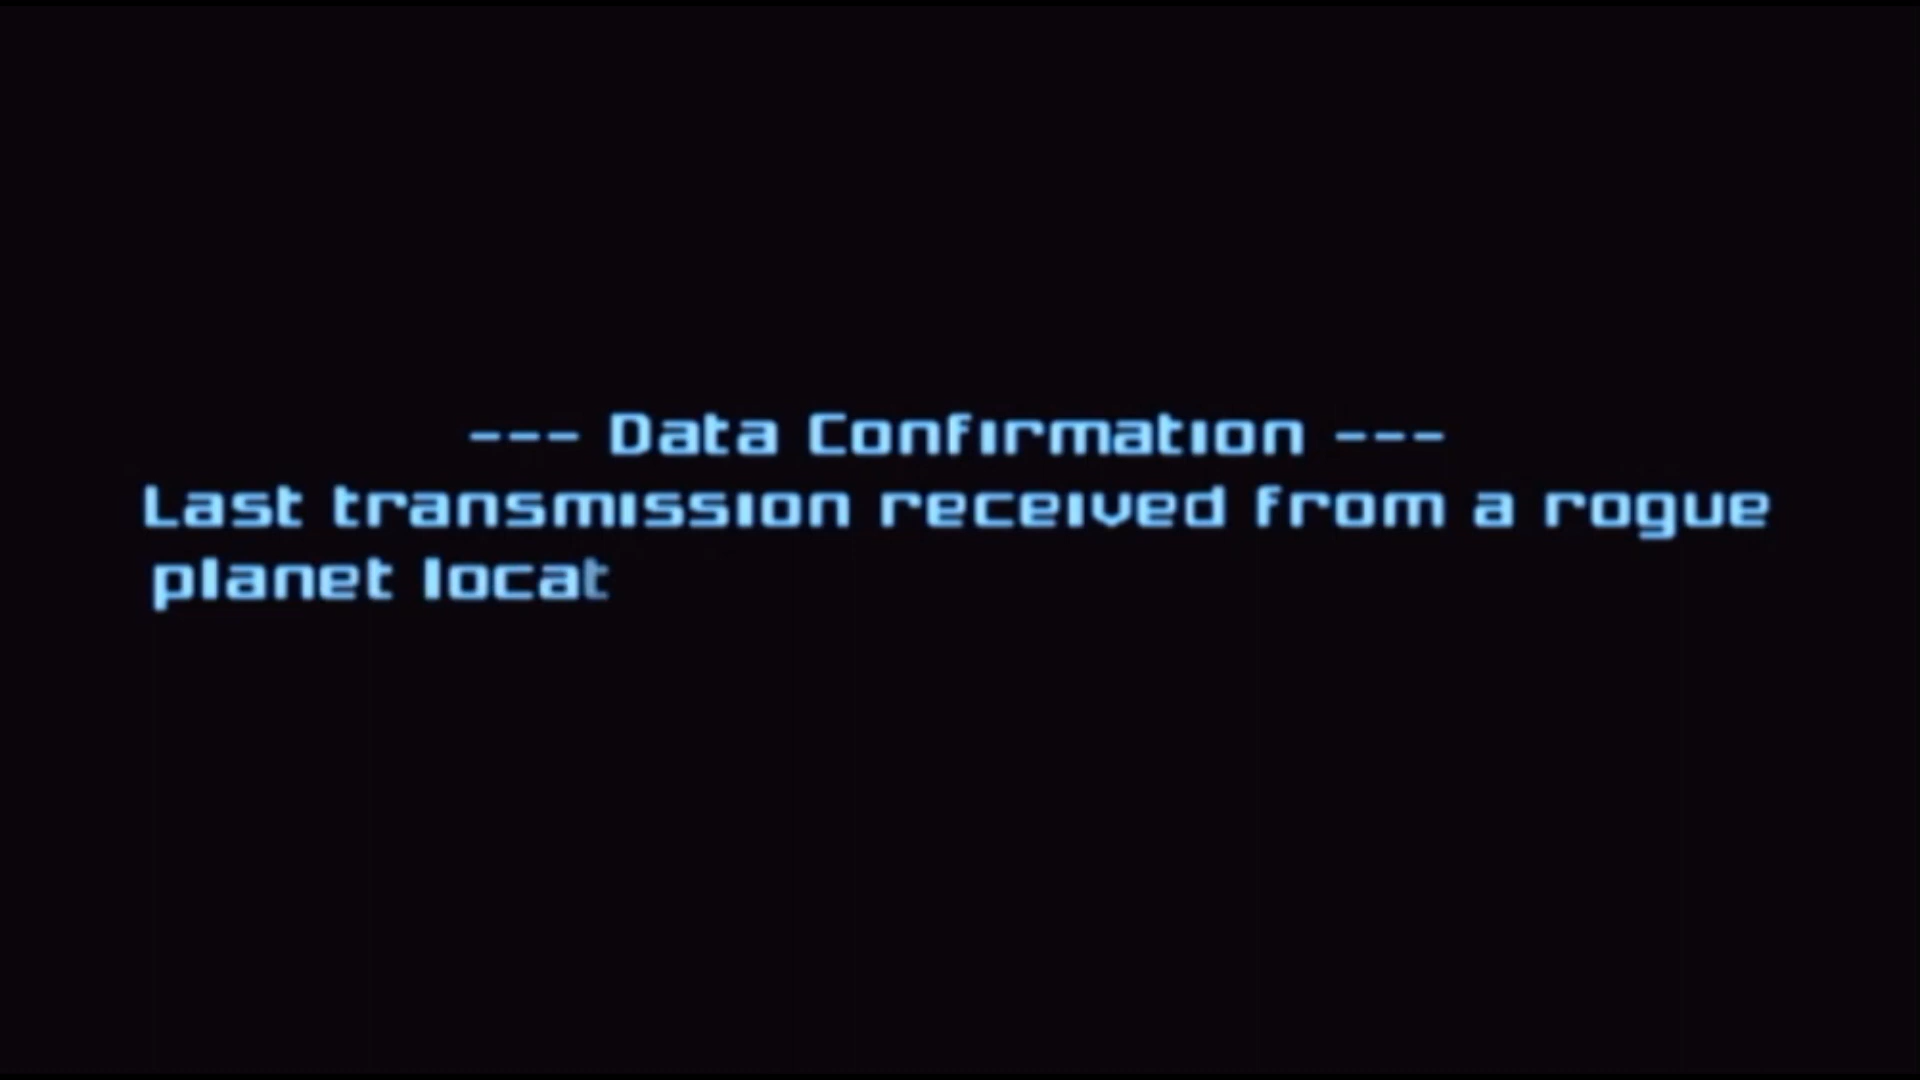 --- Data Confirmation ---
Last transmission received from a rogue
planet locat